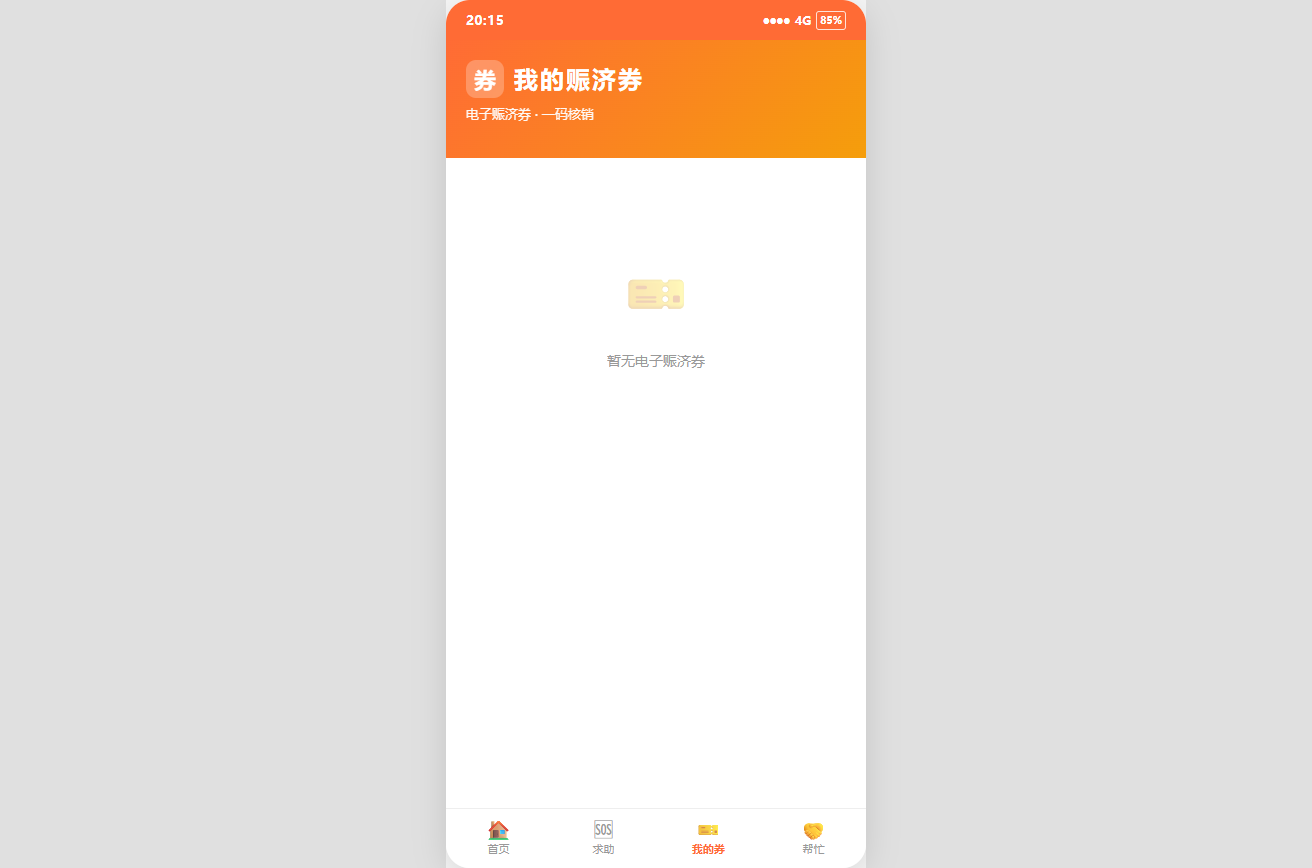 20:15
●●●● 4G 85%
券 我的赈济券
电子赈济券 · 一码核销
暂无电子赈济券
首页
SOS
求助
我的券
帮忙